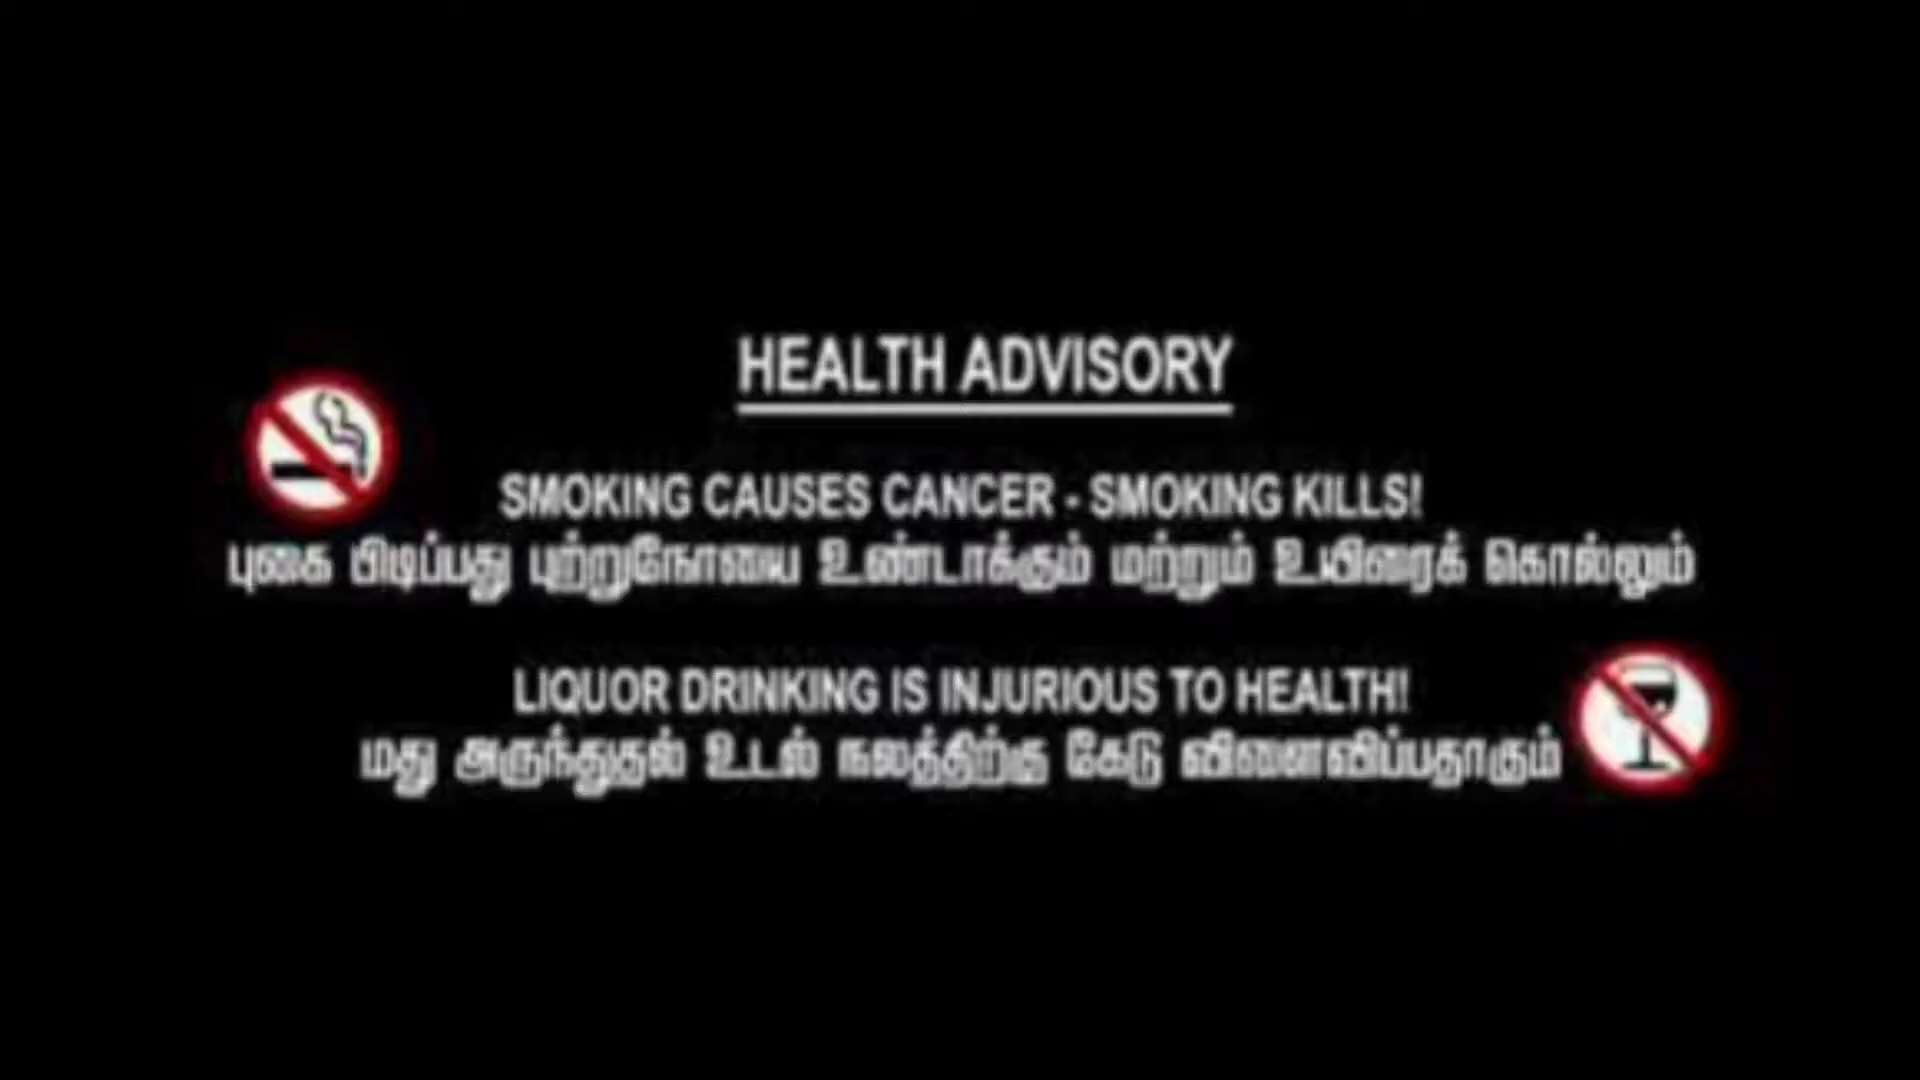 HEALTH ADVISORY
SMOKING CAUSES CANCER - SMOKING KILLS!
புகை பிடிப்பது புற்றுநோயை உண்டாக்கும் மற்றும் உயிரைக் கொல்லும்
LIQUOR DRINKING IS INJURIOUS TO HEALTH!
மது அருந்துதல் உடல் நலத்திற்கு கேடு விளைவிப்பதாகும்